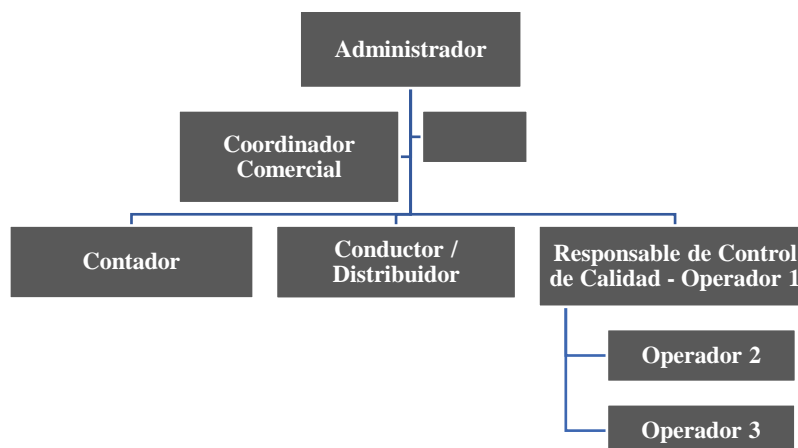 Administrador
Coordinador
Comercial
Contador
Conductor /
Distribuidor
Responsable de Control
de Calidad - Operador 1
Operador 2
Operador 3